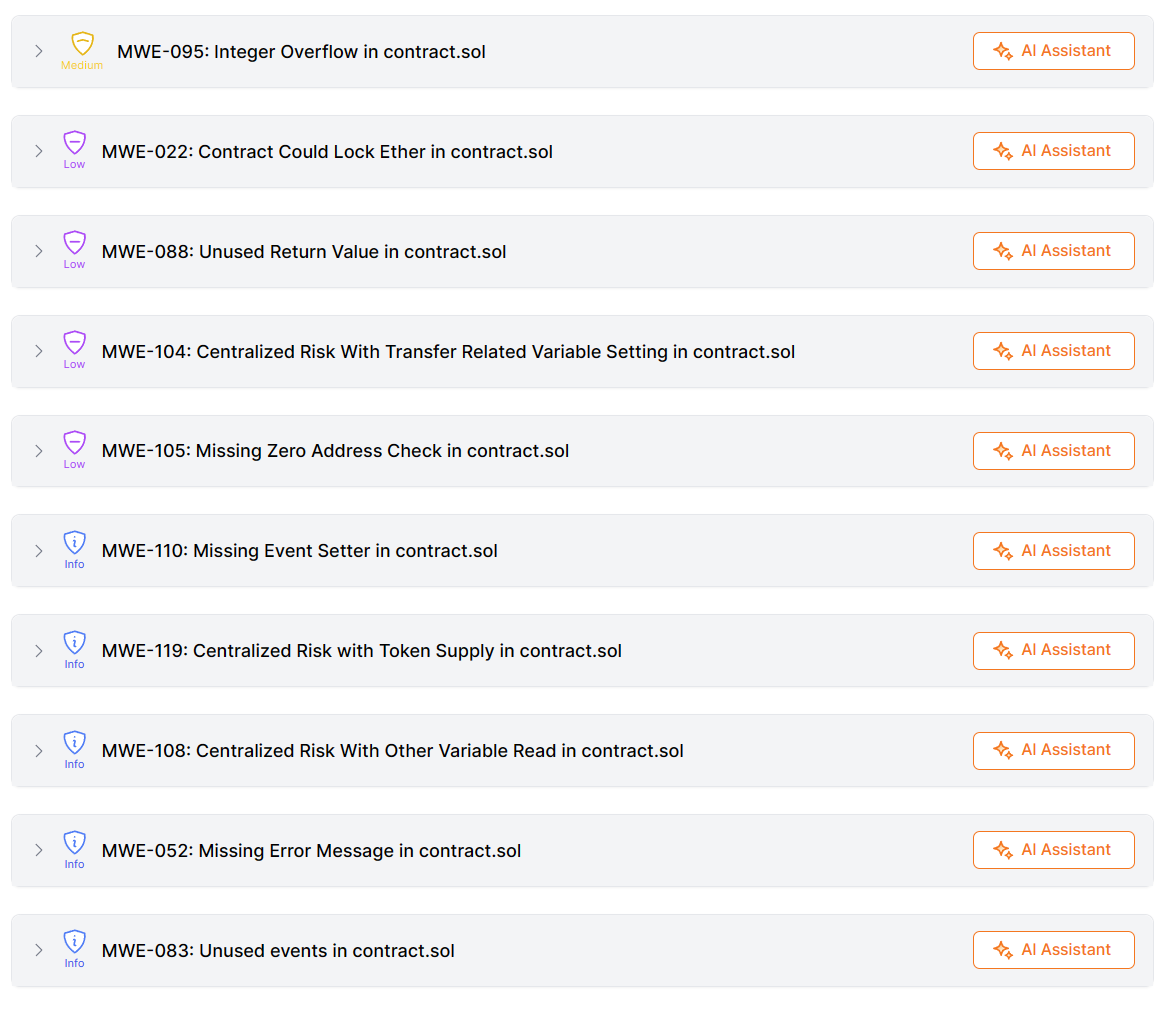 MWE-095: Integer Overflow in contract.sol
Medium
AI Assistant
MWE-022: Contract Could Lock Ether in contract.sol
Low
AI Assistant
MWE-088: Unused Return Value in contract.sol
Low
AI Assistant
MWE-104: Centralized Risk With Transfer Related Variable Setting in contract.sol
Low
AI Assistant
MWE-105: Missing Zero Address Check in contract.sol
Low
AI Assistant
MWE-110: Missing Event Setter in contract.sol
Info
AI Assistant
MWE-119: Centralized Risk with Token Supply in contract.sol
Info
AI Assistant
MWE-108: Centralized Risk With Other Variable Read in contract.sol
Info
AI Assistant
MWE-052: Missing Error Message in contract.sol
Info
AI Assistant
MWE-083: Unused events in contract.sol
Info
AI Assistant